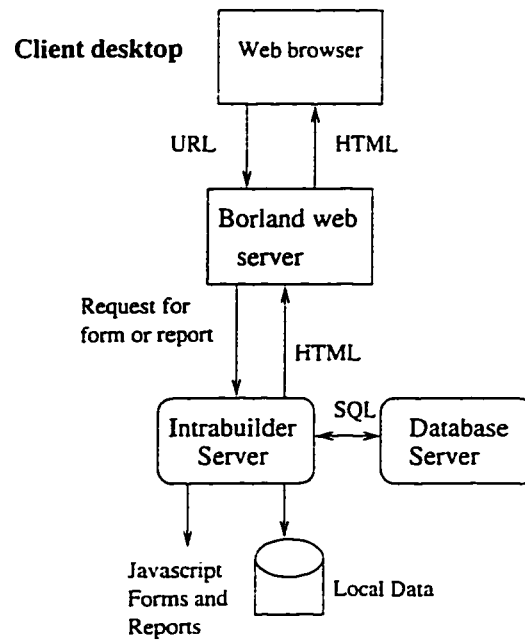 Client desktop
Web browser
URL
HTML
Borland web
server
Request for
form or report
HTML
Intrabuilder
Server
SQL
Database
Server
Javascript
Forms and
Reports
Local Data